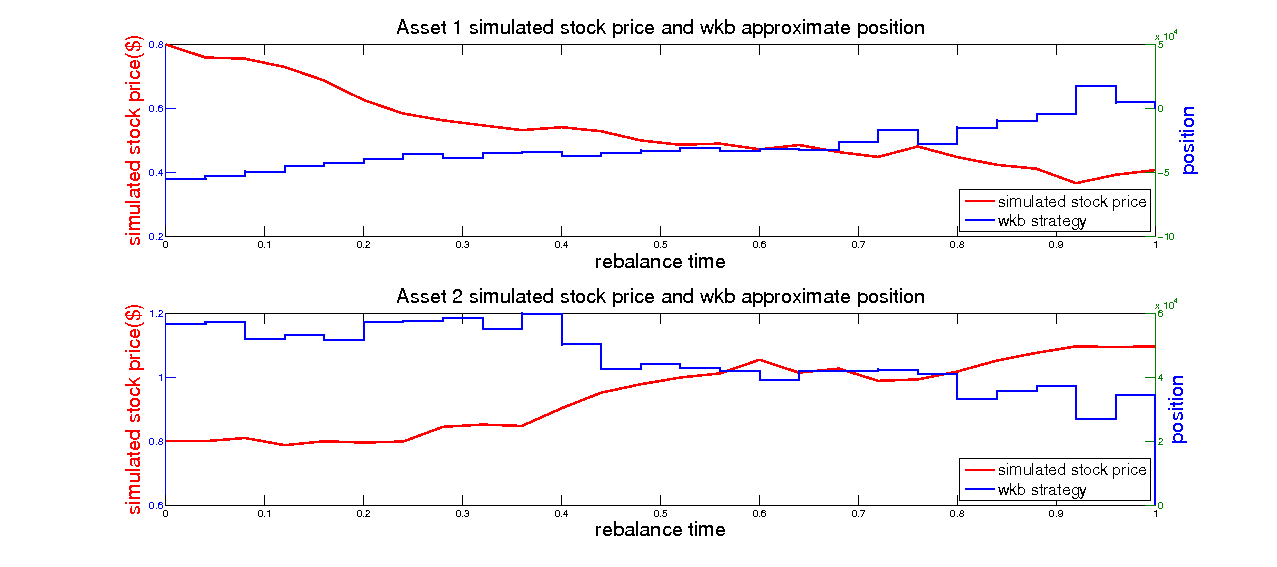 Asset 1 simulated stock price and wkb approximate position
x 10^4
simulated stock price($)
0.8
0.6
0.4
0.2
5
0
−5
−10
position
simulated stock price
wkb strategy
0 0.1 0.2 0.3 0.4 0.5 0.6 0.7 0.8 0.9 1
rebalance time
Asset 2 simulated stock price and wkb approximate position
x 10^4
simulated stock price($)
1.2
1
0.8
0.6
6
4
2
0
position
simulated stock price
wkb strategy
0 0.1 0.2 0.3 0.4 0.5 0.6 0.7 0.8 0.9 1
rebalance time